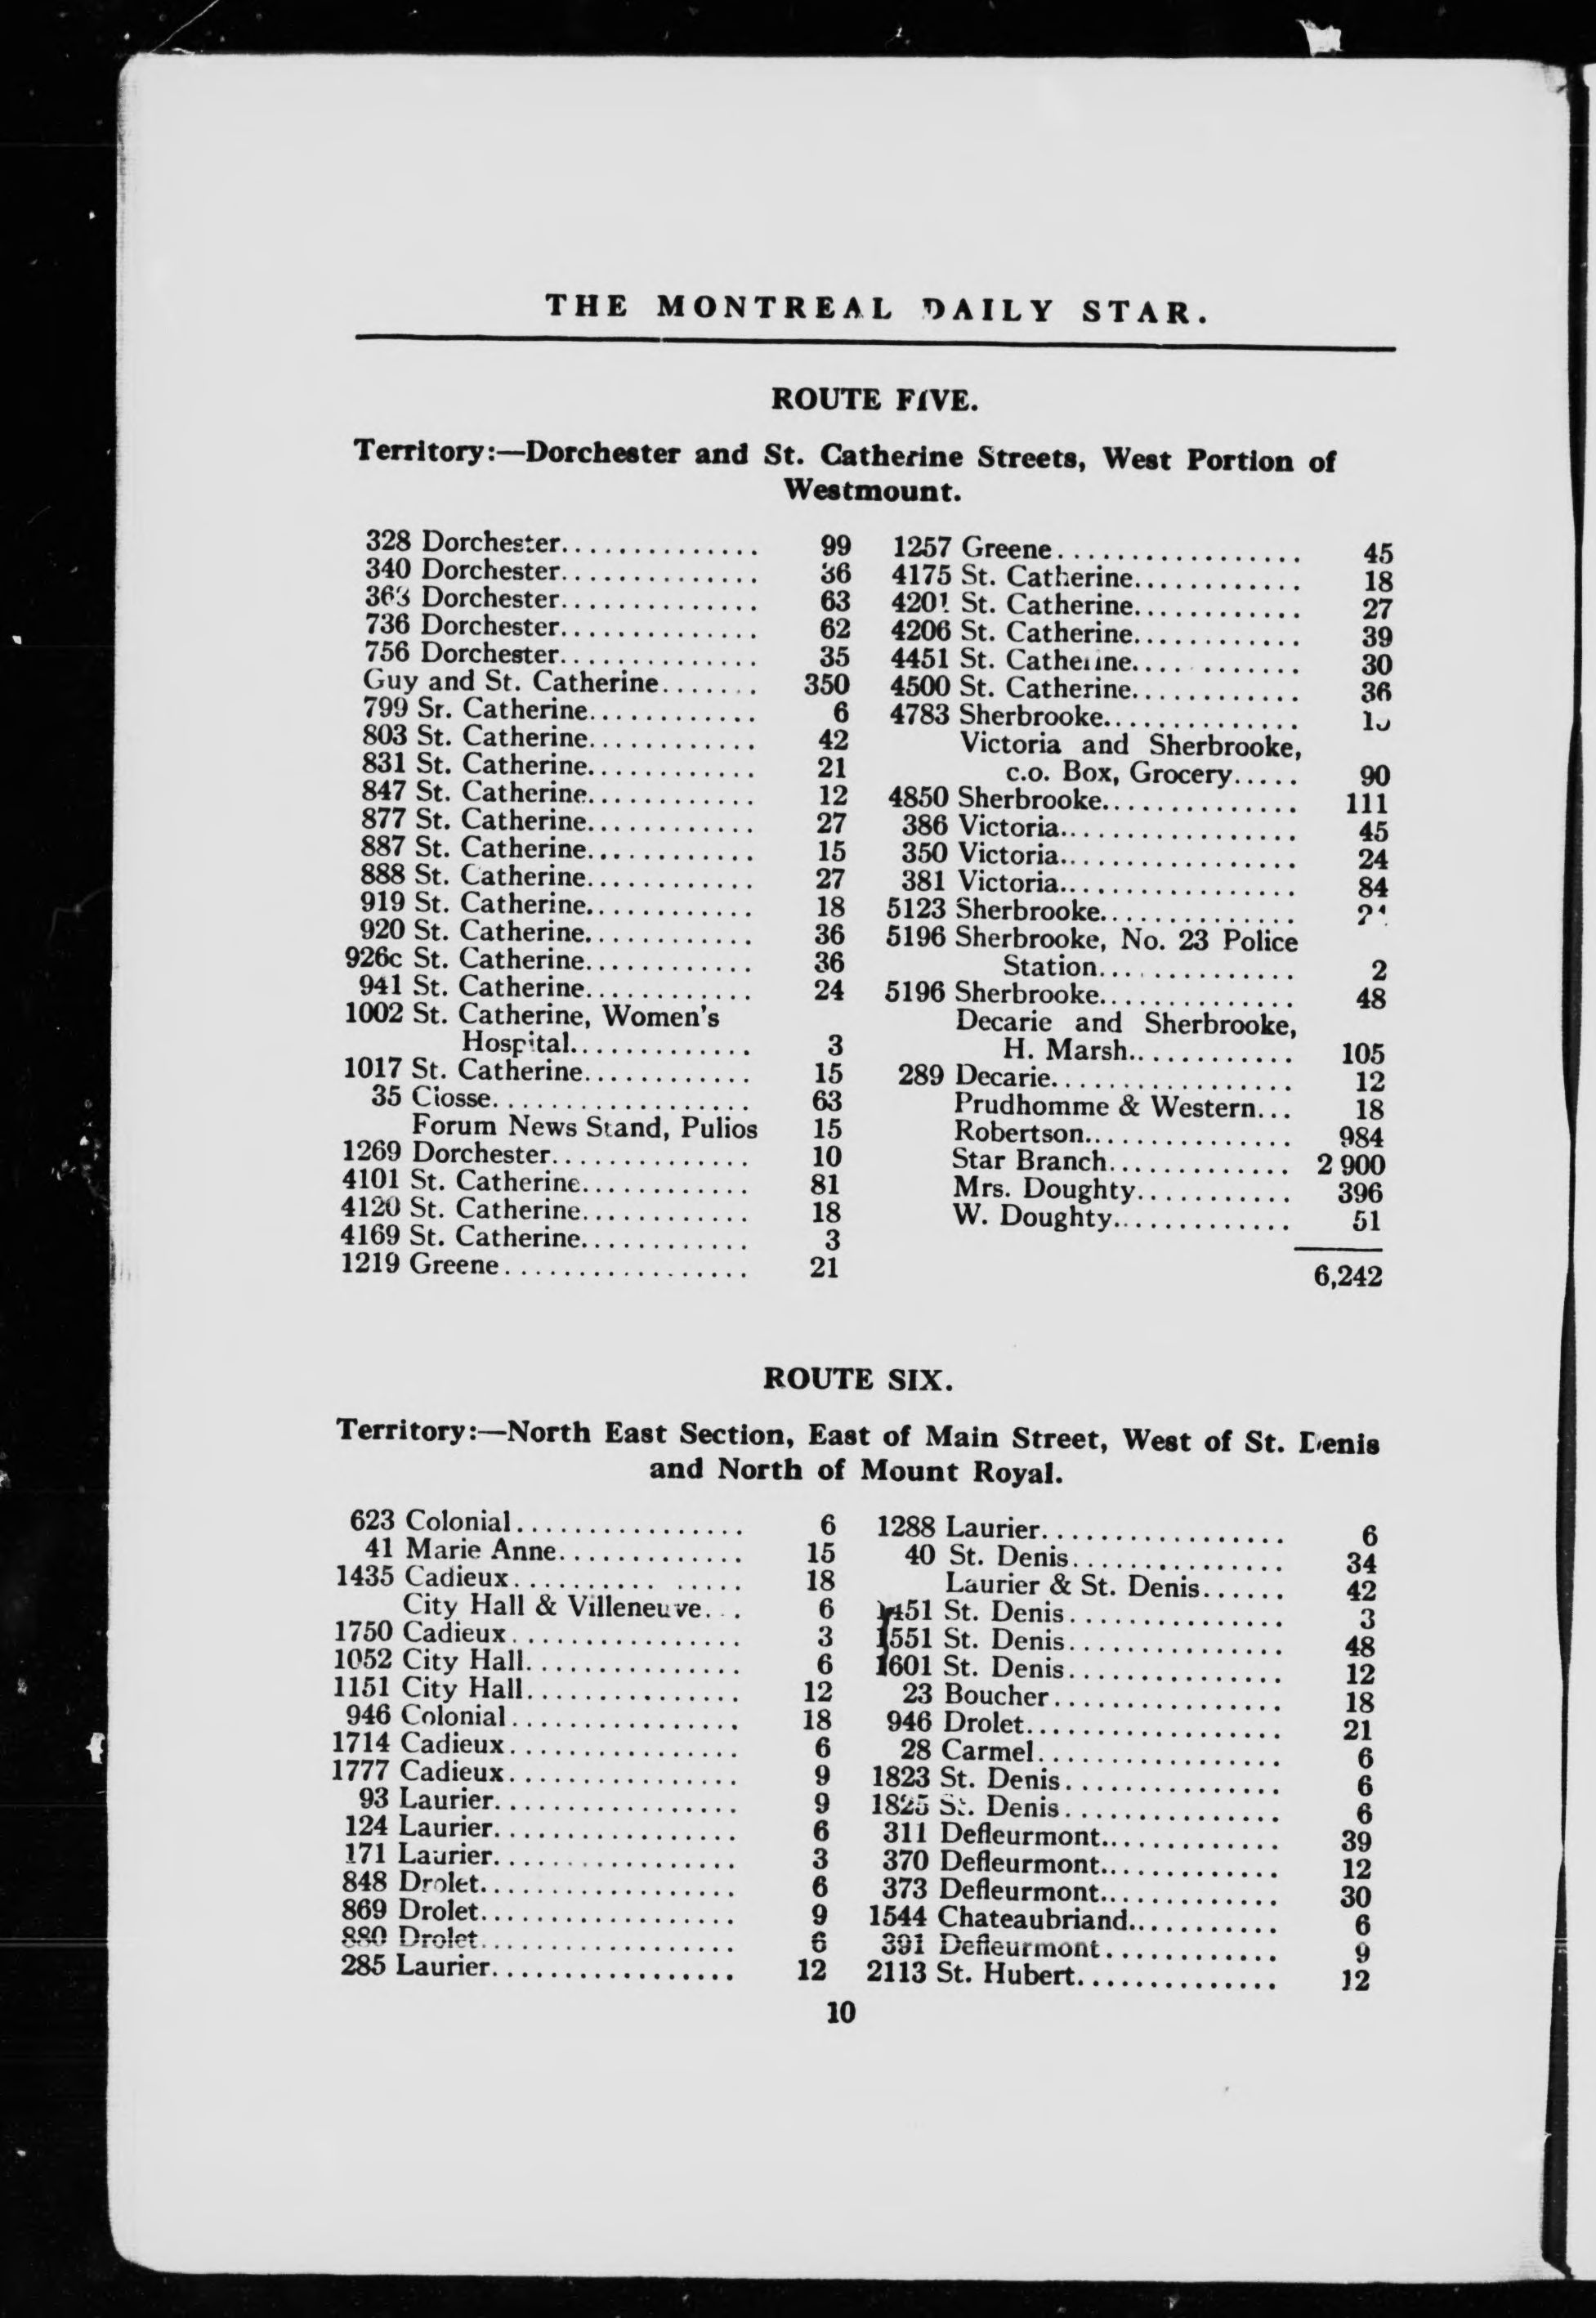 THE MONTREAL DAILY STAR.
ROUTE FIVE.
Territory:—Dorchester and St. Catherine Streets, West Portion of
Westmount.
328 Dorchester.............. 99
340 Dorchester.............. 36
363 Dorchester.............. 63
736 Dorchester.............. 62
756 Dorchester.............. 35
Guy and St. Catherine....... 350
799 Sr. Catherine............ 6
803 St. Catherine............ 42
831 St. Catherine............ 21
847 St. Catherine............ 12
877 St. Catherine............ 27
887 St. Catherine............ 15
888 St. Catherine............ 27
919 St. Catherine............ 18
920 St. Catherine............ 36
926c St. Catherine............ 36
941 St. Catherine............ 24
1002 St. Catherine, Women's
Hospital............. 3
1017 St. Catherine............ 15
35 Closse.................. 63
Forum News Stand, Pulios 15
1269 Dorchester.............. 10
4101 St. Catherine............ 81
4120 St. Catherine............ 18
4169 St. Catherine............ 3
1219 Greene................. 21
1257 Greene................. 45
4175 St. Catherine............ 18
4201 St. Catherine............ 27
4206 St. Catherine............ 39
4451 St. Catherine............ 30
4500 St. Catherine............ 36
4783 Sherbrooke..............
Victoria and Sherbrooke,
c.o. Box, Grocery..... 90
4850 Sherbrooke.............. 111
386 Victoria................. 45
350 Victoria................. 24
381 Victoria................. 84
5123 Sherbrooke..............
5196 Sherbrooke, No. 23 Police
Station.............. 2
5196 Sherbrooke.............. 48
Decarie and Sherbrooke,
H. Marsh............ 105
289 Decarie................. 12
Prudhomme & Western... 18
Robertson............... 984
Star Branch............. 2 900
Mrs. Doughty........... 396
W. Doughty............. 51
6,242
ROUTE SIX.
Territory:—North East Section, East of Main Street, West of St. Denis
and North of Mount Royal.
623 Colonial................ 6
41 Marie Anne............. 15
1435 Cadieux................ 18
City Hall & Villeneuve... 6
1750 Cadieux................ 3
1052 City Hall............... 6
1151 City Hall............... 12
946 Colonial................ 18
1714 Cadieux................ 6
1777 Cadieux................ 9
93 Laurier................. 9
124 Laurier................. 6
171 Laurier................. 3
848 Drolet.................. 6
869 Drolet.................. 9
880 Drolet.................. 6
285 Laurier................. 12
1288 Laurier................. 6
40 St. Denis............... 34
Laurier & St. Denis...... 42
1451 St. Denis............... 3
1551 St. Denis............... 48
1601 St. Denis............... 12
23 Boucher................ 18
946 Drolet.................. 21
28 Carmel................. 6
1823 St. Denis............... 6
1825 St. Denis............... 6
311 Defleurmont............ 39
370 Defleurmont............ 12
373 Defleurmont............ 30
1544 Chateaubriand.......... 6
391 Defleurmont............ 9
2113 St. Hubert.............. 12
10